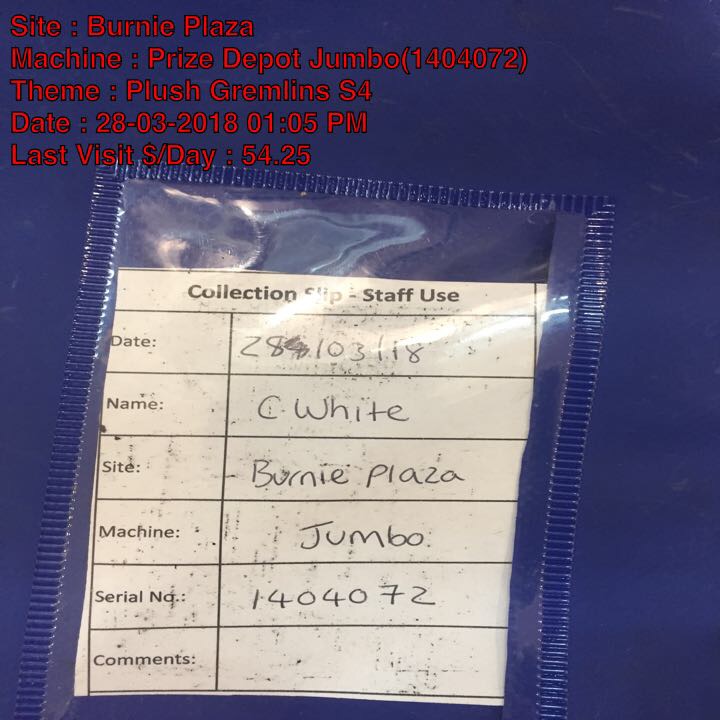 Site : Burnie Plaza
Machine : Prize Depot Jumbo(1404072)
Theme : Plush Gremlins S4
Date : 28-03-2018 01:05 PM
Last Visit $/Day : 54.25
Collection Slip - Staff Use
Date: 28/03/18
Name: C White
Site: Burnie Plaza
Machine: Jumbo
Serial No.: 1404072
Comments: